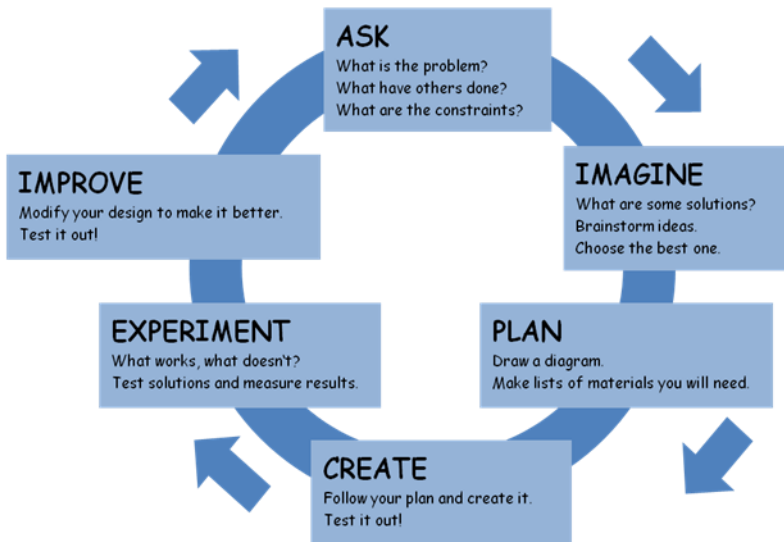 ASK
What is the problem?
What have others done?
What are the constraints?
IMAGINE
What are some solutions?
Brainstorm ideas.
Choose the best one.
PLAN
Draw a diagram.
Make lists of materials you will need.
CREATE
Follow your plan and create it.
Test it out!
EXPERIMENT
What works, what doesn't?
Test solutions and measure results.
IMPROVE
Modify your design to make it better.
Test it out!